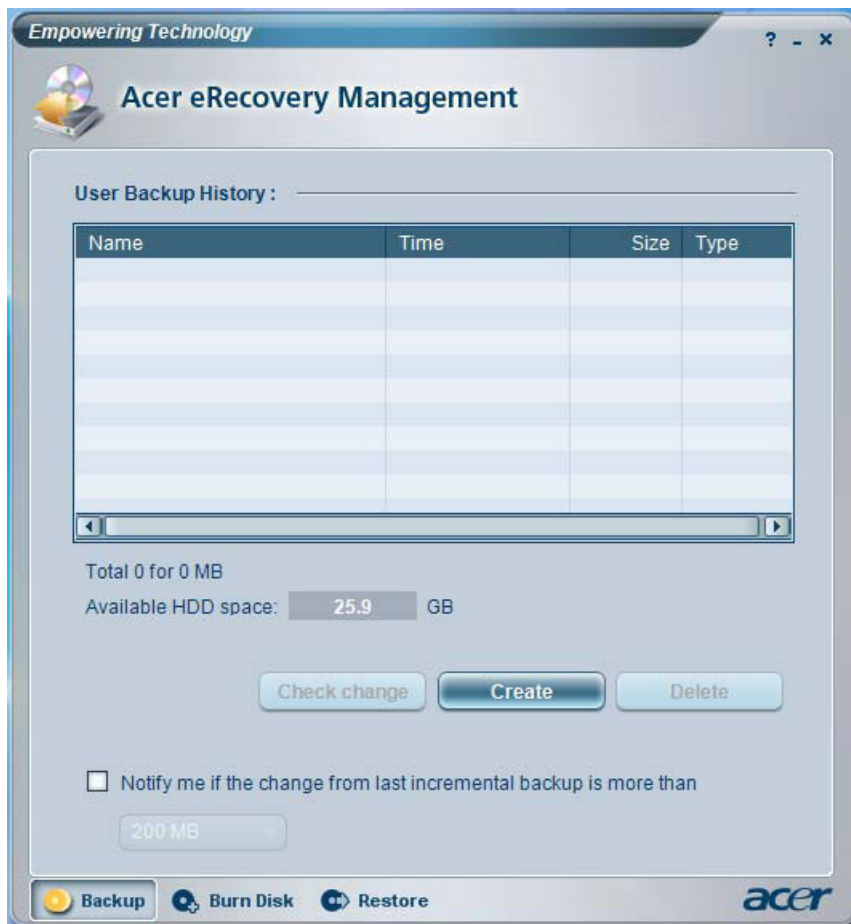 Empowering Technology
? - ×
Acer eRecovery Management
User Backup History :
Name Time Size Type
Total 0 for 0 MB
Available HDD space: 25.9 GB
Check change Create Delete
Notify me if the change from last incremental backup is more than
200 MB
Backup Burn Disk Restore acer